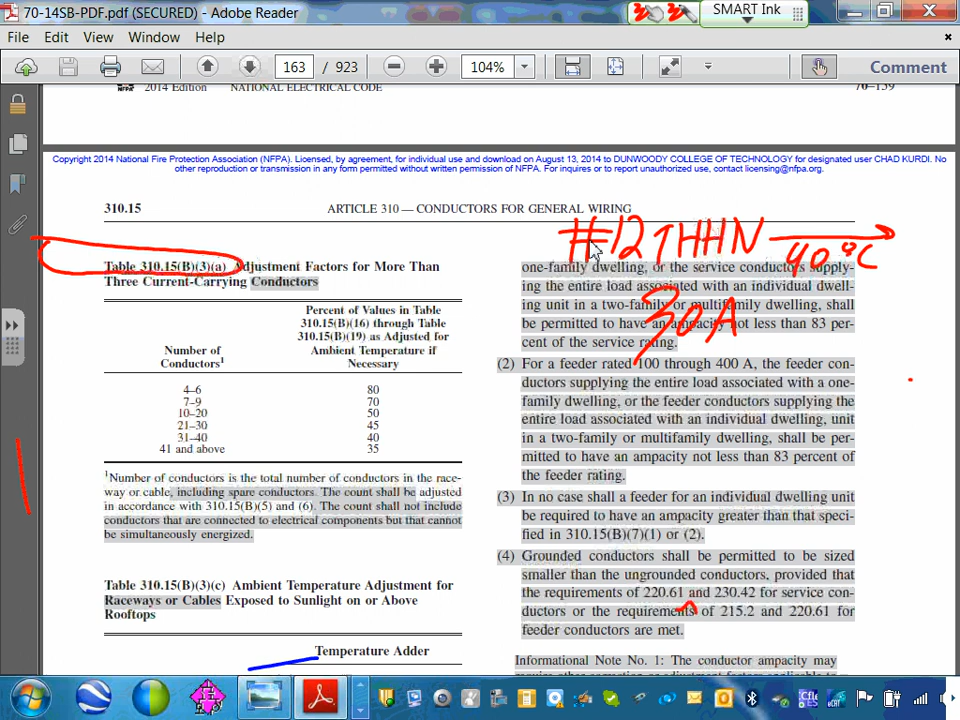 70-14SB-PDF.pdf (SECURED) - Adobe Reader
SMART Ink
File Edit View Window Help
163 / 923 104% Comment
2014 Edition NATIONAL ELECTRICAL CODE 70-159
Copyright 2014 National Fire Protection Association (NFPA). Licensed, by agreement, for individual use and download on August 13, 2014 to DUNWOODY COLLEGE OF TECHNOLOGY for designated user CHAD KURDI. No
other reproduction or transmission in any form permitted without written permission of NFPA. For inquires or to report unauthorized use, contact licensing@nfpa.org.
310.15 ARTICLE 310 — CONDUCTORS FOR GENERAL WIRING
#12 THHN 40°C
30A
Table 310.15(B)(3)(a) Adjustment Factors for More Than
Three Current-Carrying Conductors
Percent of Values in Table
310.15(B)(16) through Table
310.15(B)(19) as Adjusted for
Number of Ambient Temperature if
Conductors¹ Necessary
4–6 80
7–9 70
10–20 50
21–30 45
31–40 40
41 and above 35
¹Number of conductors is the total number of conductors in the race-
way or cable, including spare conductors. The count shall be adjusted
in accordance with 310.15(B)(5) and (6). The count shall not include
conductors that are connected to electrical components but that cannot
be simultaneously energized.
Table 310.15(B)(3)(c) Ambient Temperature Adjustment for
Raceways or Cables Exposed to Sunlight on or Above
Rooftops
Temperature Adder
one-family dwelling, or the service conductors supply-
ing the entire load associated with an individual dwell-
ing unit in a two-family or multifamily dwelling, shall
be permitted to have an ampacity not less than 83 per-
cent of the service rating.
(2) For a feeder rated 100 through 400 A, the feeder con-
ductors supplying the entire load associated with a one-
family dwelling, or the feeder conductors supplying the
entire load associated with an individual dwelling, unit
in a two-family or multifamily dwelling, shall be per-
mitted to have an ampacity not less than 83 percent of
the feeder rating.
(3) In no case shall a feeder for an individual dwelling unit
be required to have an ampacity greater than that speci-
fied in 310.15(B)(7)(1) or (2).
(4) Grounded conductors shall be permitted to be sized
smaller than the ungrounded conductors, provided that
the requirements of 220.61 and 230.42 for service con-
ductors or the requirements of 215.2 and 220.61 for
feeder conductors are met.
Informational Note No. 1: The conductor ampacity may